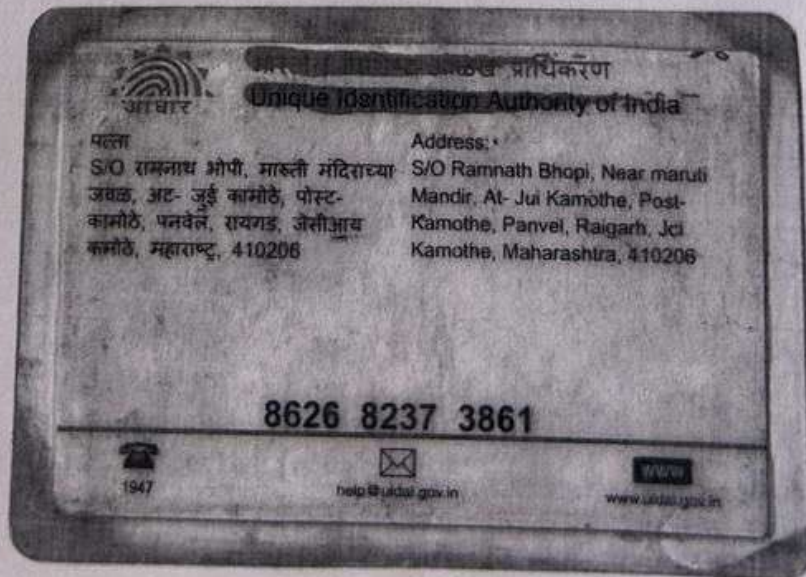 आधार
प्राधिकरण
Unique Identification Authority of India
पत्ता
S/O रामनाथ भोपी, मारुती मंदिराच्या
जवळ, अट- जुई कामोठे, पोस्ट-
कामोठे, पनवेल, रायगड, जेसीआय
कामोठे, महाराष्ट्र, 410206
Address:
S/O Ramnath Bhopi, Near maruti
Mandir, At- Jui Kamothe, Post-
Kamothe, Panvel, Raigarh, Jci
Kamothe, Maharashtra, 410206
8626 8237 3861
1947
help@uidai.gov.in
www
www.uidai.gov.in